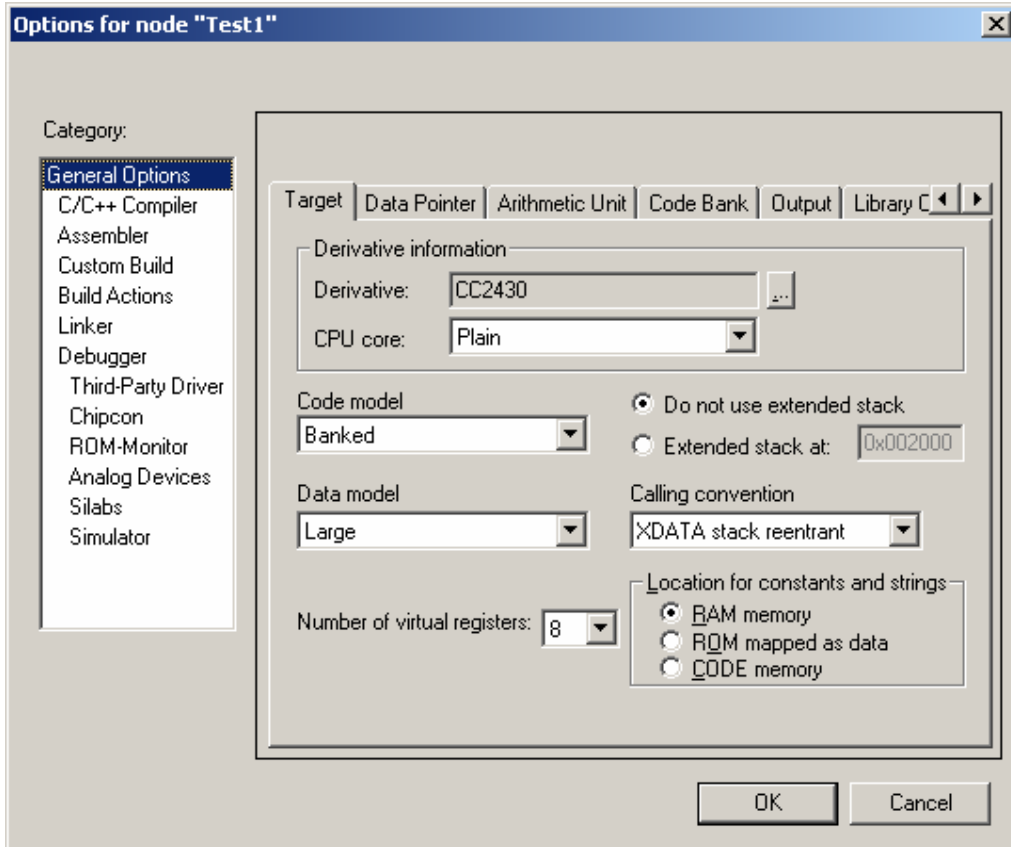 Options for node "Test1"
Category:
General Options
C/C++ Compiler
Assembler
Custom Build
Build Actions
Linker
Debugger
Third-Party Driver
Chipcon
ROM-Monitor
Analog Devices
Silabs
Simulator
Target Data Pointer Arithmetic Unit Code Bank Output Library C
Derivative information
Derivative: CC2430 ...
CPU core: Plain
Code model
Banked
Do not use extended stack
Extended stack at: 0x002000
Data model
Large
Calling convention
XDATA stack reentrant
Number of virtual registers: 8
Location for constants and strings
RAM memory
ROM mapped as data
CODE memory
OK Cancel